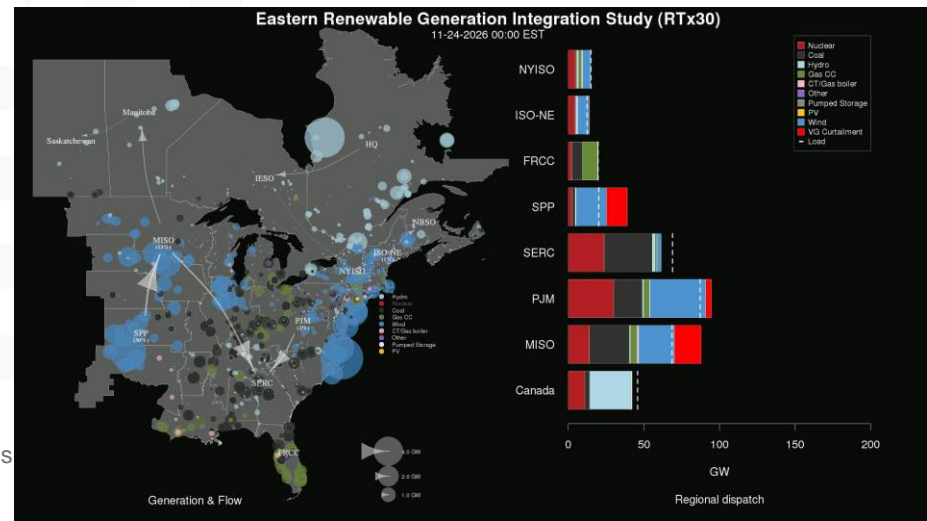 Eastern Renewable Generation Integration Study (RTx30)
11-24-2026 00:00 EST
Manitoba
Saskatchewan
HQ
IESO
NBSO
MISO
ISO-NE
NYISO
SPP
PJM
SERC
FRCC
Hydro
Nuclear
Coal
Gas CC
Wind
CT/Gas boiler
Other
Pumped Storage
PV
4.0 GW
2.0 GW
1.0 GW
Generation & Flow
NYISO
ISO-NE
FRCC
SPP
SERC
PJM
MISO
Canada
0 50 100 150 200
GW
Regional dispatch
Nuclear
Coal
Hydro
Gas CC
CT/Gas boiler
Other
Pumped Storage
PV
Wind
VG Curtailment
Load
s